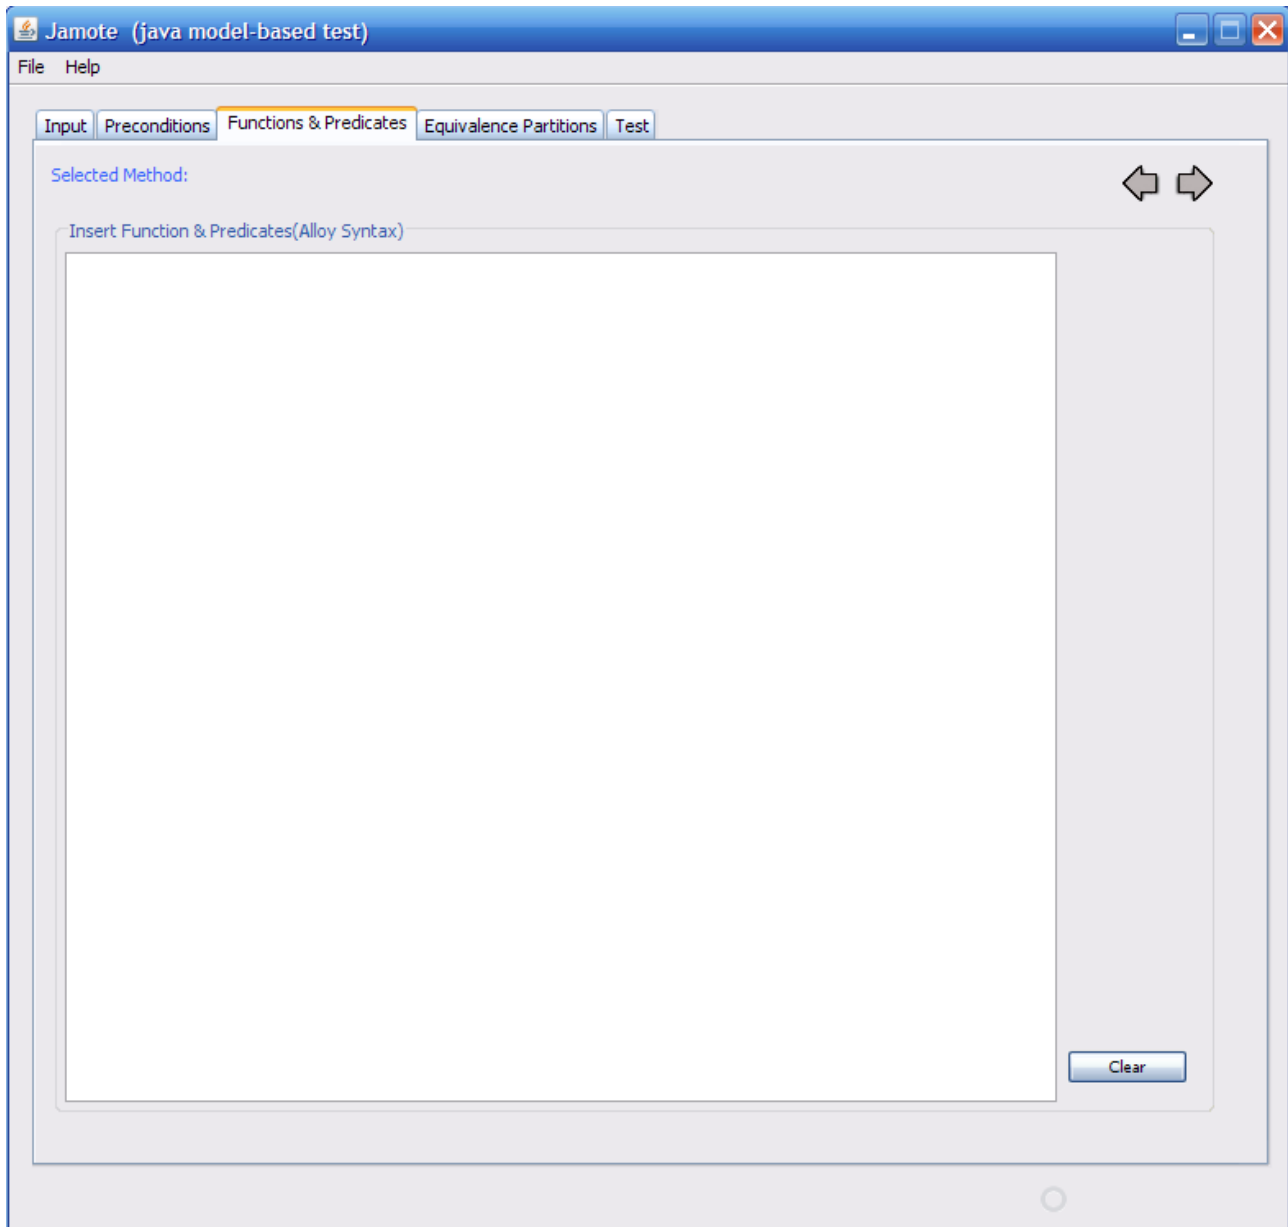 Jamote (java model-based test)
File Help
Input Preconditions Functions & Predicates Equivalence Partitions Test
Selected Method:
Insert Function & Predicates(Alloy Syntax)
Clear